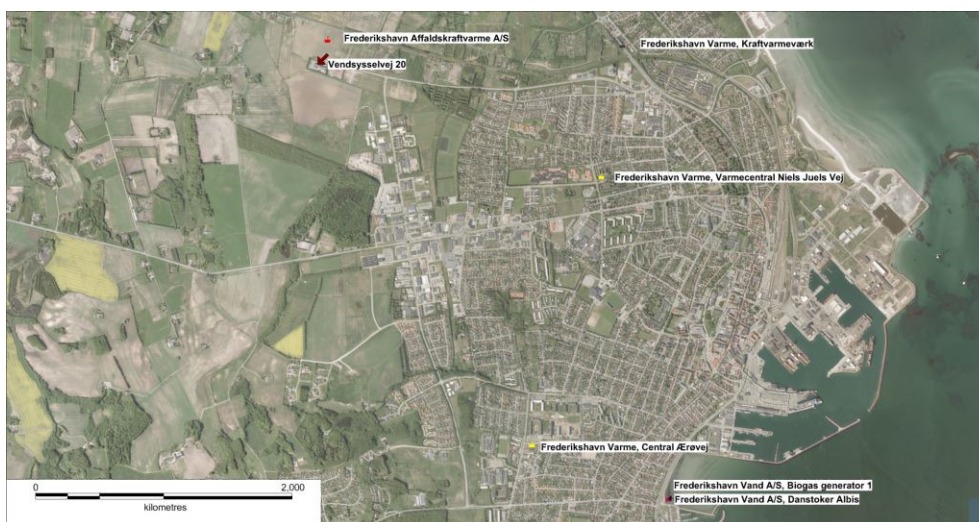 Frederikshavn Affaldskraftvarme A/S
Frederikshavn Varme, Kraftvarmeværk
Vendsysselvej 20
Frederikshavn Varme, Varmecentral Niels Juels Vej
Frederikshavn Varme, Central Ærøvej
Frederikshavn Vand A/S, Biogas generator 1
Frederikshavn Vand A/S, Danstoker Albis
0 2,000
kilometres